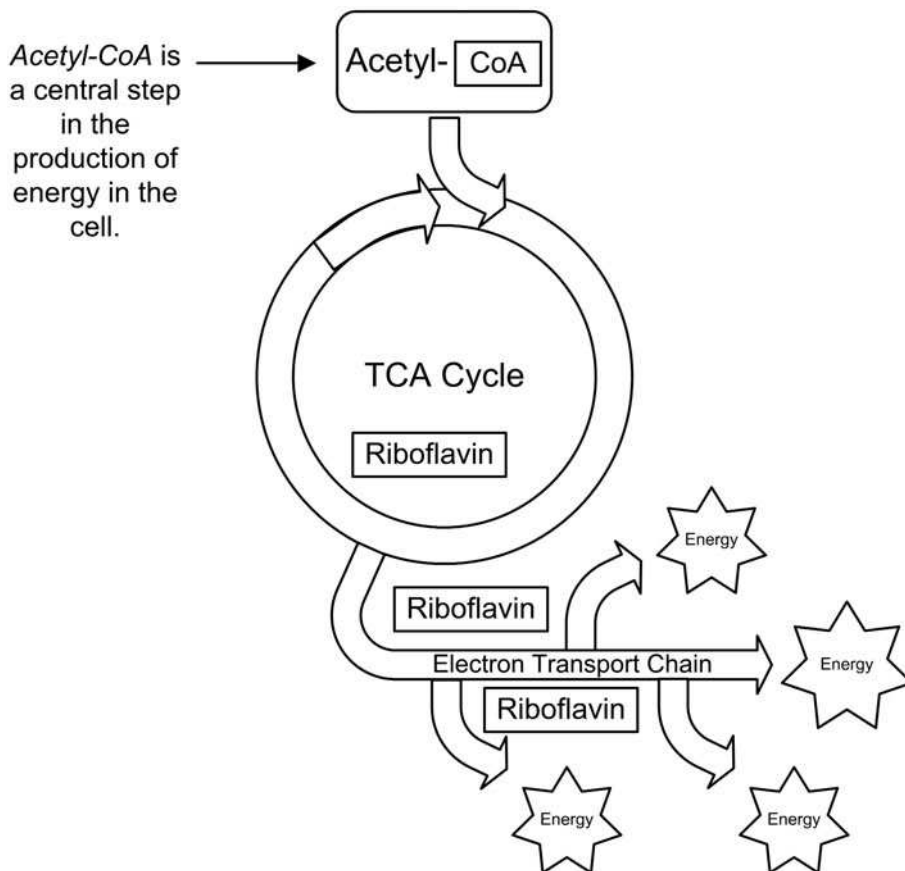 Acetyl-CoA is
a central step
in the
production of
energy in the
cell.
Acetyl- CoA
TCA Cycle
Riboflavin
Energy
Riboflavin
Electron Transport Chain
Energy
Riboflavin
Energy
Energy